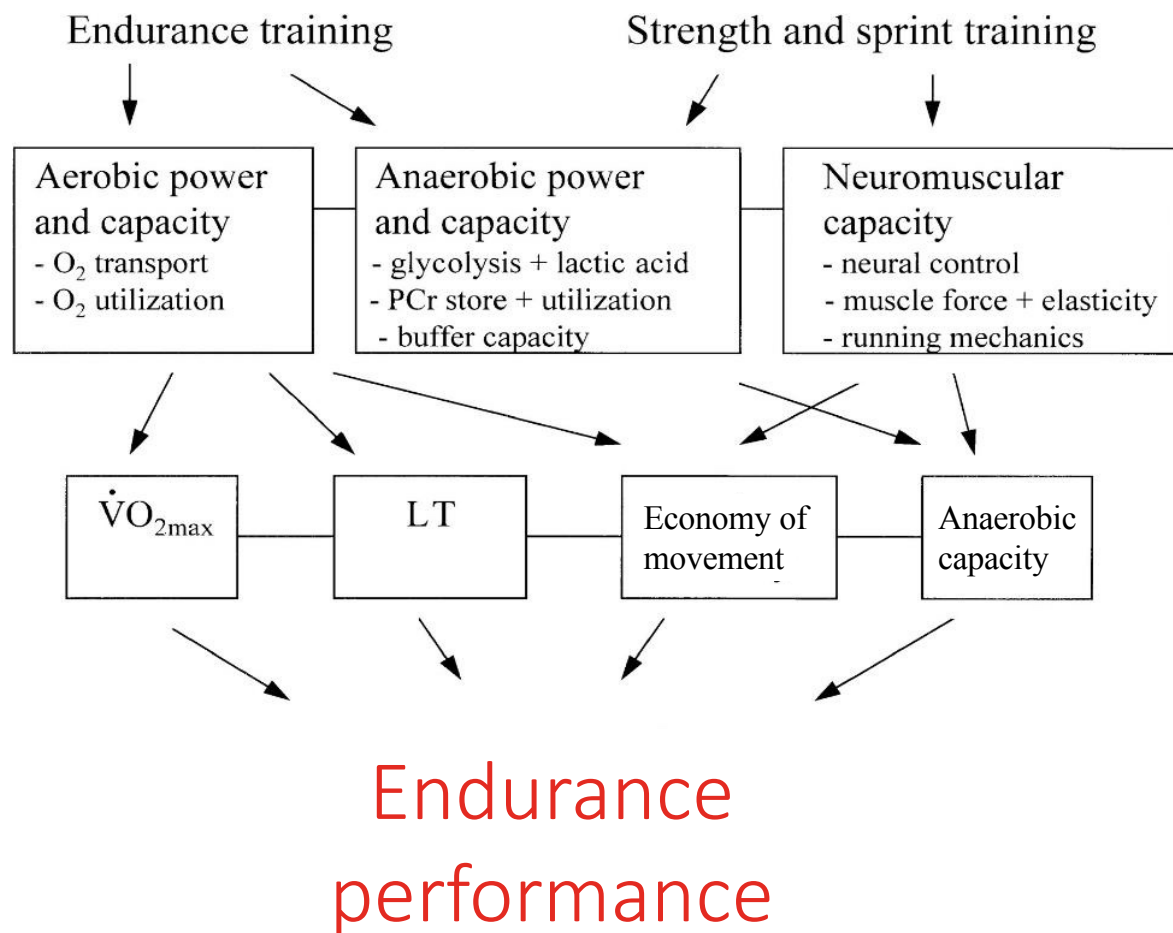 Endurance training
Strength and sprint training
Aerobic power
and capacity
- O₂ transport
- O₂ utilization
Anaerobic power
and capacity
- glycolysis + lactic acid
- PCr store + utilization
- buffer capacity
Neuromuscular
capacity
- neural control
- muscle force + elasticity
- running mechanics
V̇O₂max
LT
Economy of
movement
Anaerobic
capacity
Endurance
performance